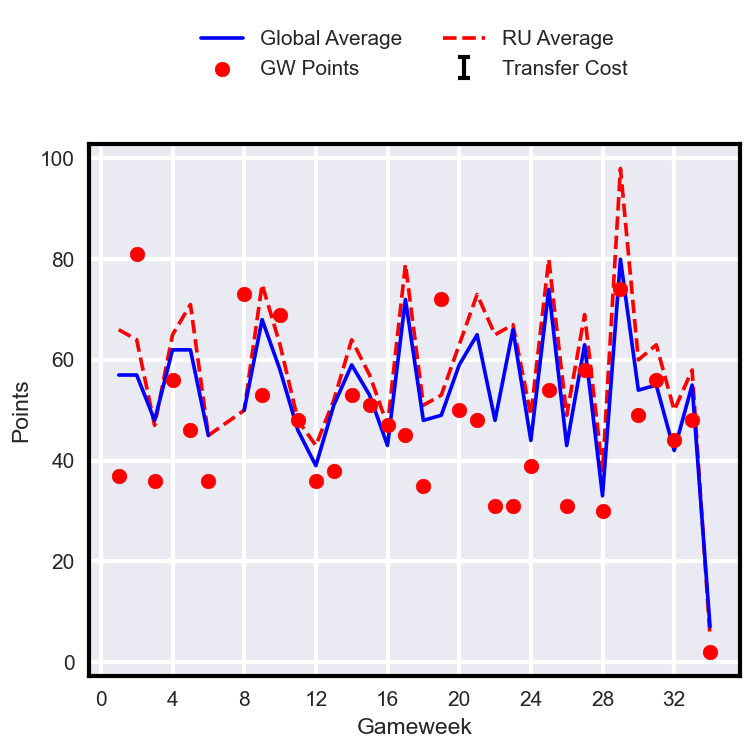 Global Average
RU Average
GW Points
Transfer Cost
100
80
60
40
20
0
Points
0 4 8 12 16 20 24 28 32
Gameweek